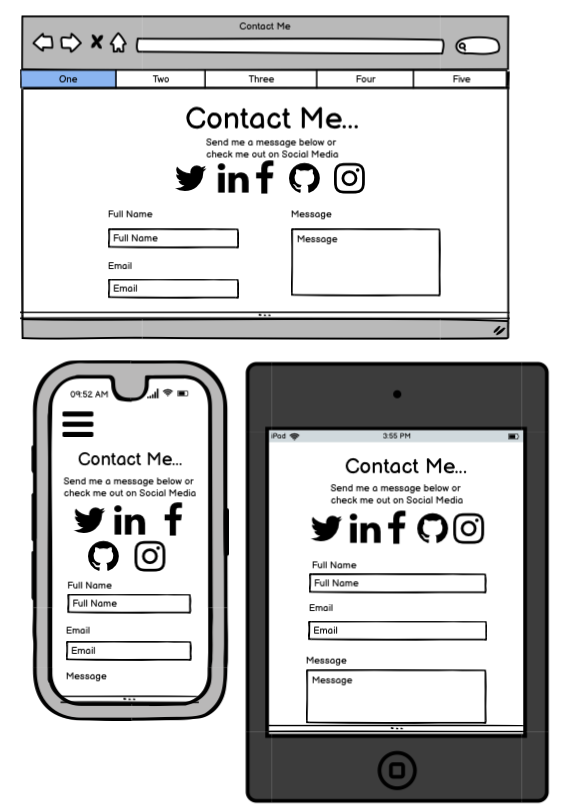 Contact Me
One Two Three Four Five
Contact Me...
Send me a message below or
check me out on Social Media
in f
Full Name
Full Name
Email
Email
Message
Message
09:52 AM
Contact Me...
Send me a message below or
check me out on Social Media
in f
Full Name
Full Name
Email
Email
Message
iPod 3:55 PM
Contact Me...
Send me a message below or
check me out on Social Media
in f
Full Name
Full Name
Email
Email
Message
Message